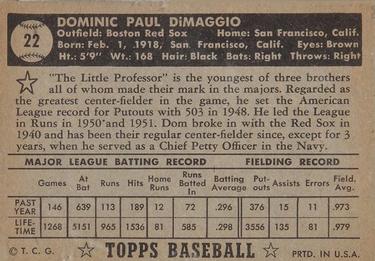 22
DOMINIC PAUL DiMAGGIO
Outfield: Boston Red Sox Home: San Francisco, Calif.
Born: Feb. 1, 1918, San Francisco, Calif. Eyes: Brown
Ht.: 5'9" Wt.: 168 Hair: Black Bats: Right Throws: Right
"The Little Professor" is the youngest of three brothers
all of whom made their mark in the majors. Regarded as
the greatest center-fielder in the game, he set the American
League record for Putouts with 503 in 1948. He led the League
in Runs in 1950 and 1951. Dom broke in with the Red Sox in
1940 and has been their regular center-fielder since, except for 3
years, when he served as a Chief Petty Officer in the Navy.
MAJOR LEAGUE BATTING RECORD FIELDING RECORD
Games At Bat Runs Hits Home Runs Runs Batted In Batting Average Put-outs Assists Errors Field. Avg.
PAST YEAR 146 639 113 189 12 72 .296 376 15 11 .973
LIFE-TIME 1268 5151 965 1536 81 585 .298 3556 135 81 .979
© T.C.G. TOPPS BASEBALL PRTD. IN U.S.A.